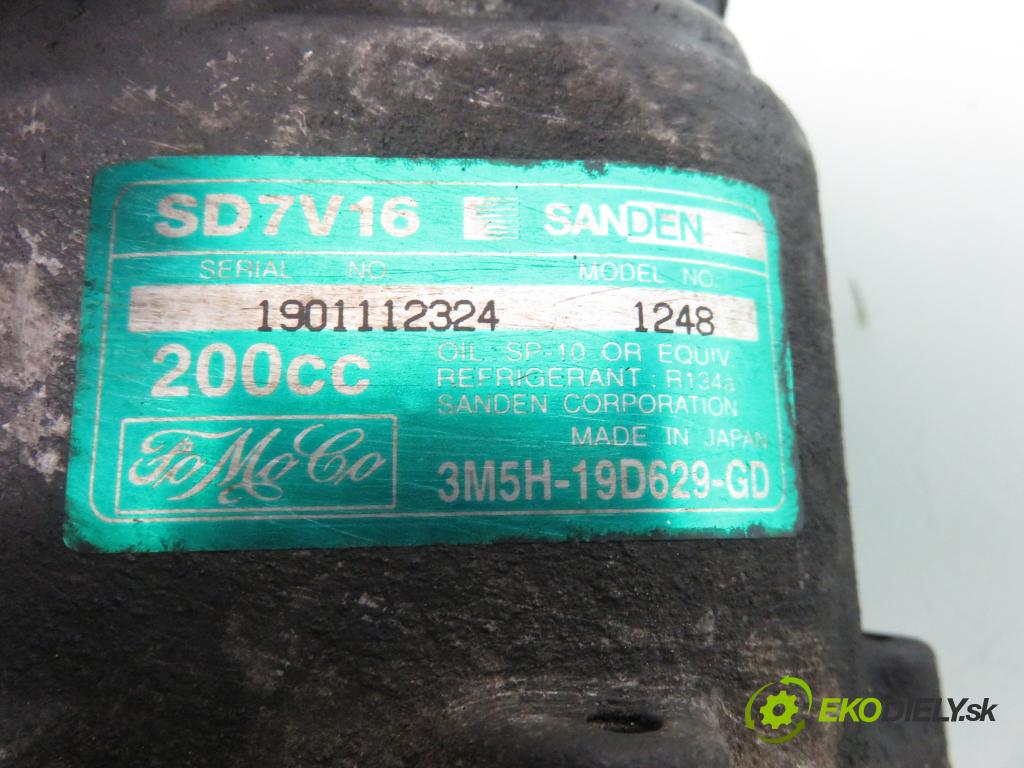 SD7V16 SANDEN
SERIAL NO. MODEL NO.
1901112324 1248
200cc
OIL : SP-10 OR EQUIV.
REFRIGERANT : R134a
SANDEN CORPORATION
MADE IN JAPAN
FoMoCo
3M5H-19D629-GD
EKODIELY.sk